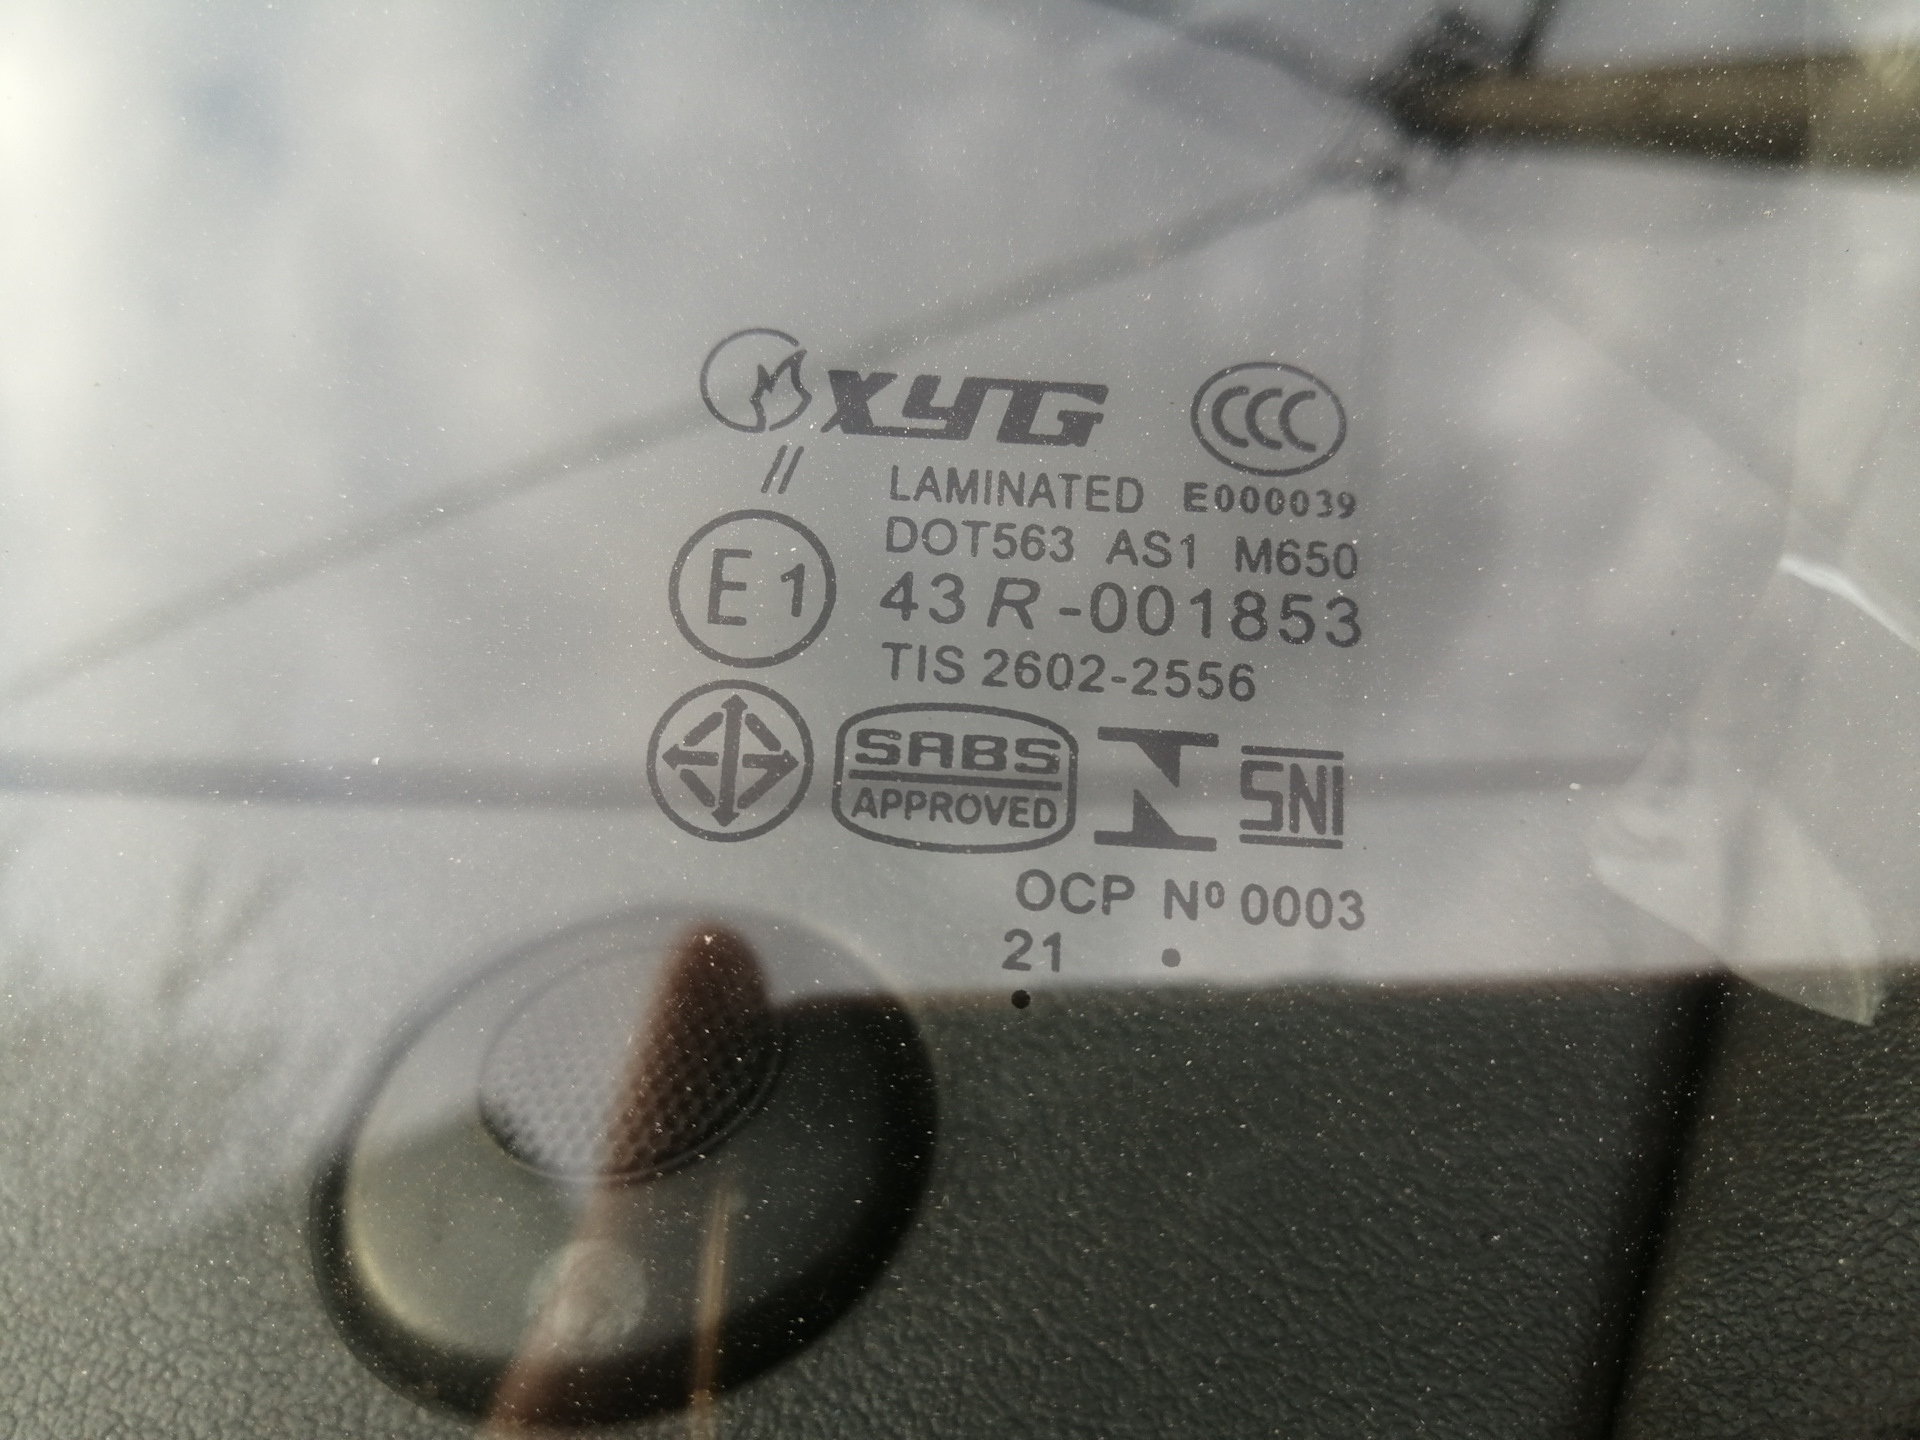 XYG CCC
//
LAMINATED E000039
DOT563 AS1 M650
E1 43R-001853
TIS 2602-2556
SABS APPROVED SNI
OCP Nº 0003
21